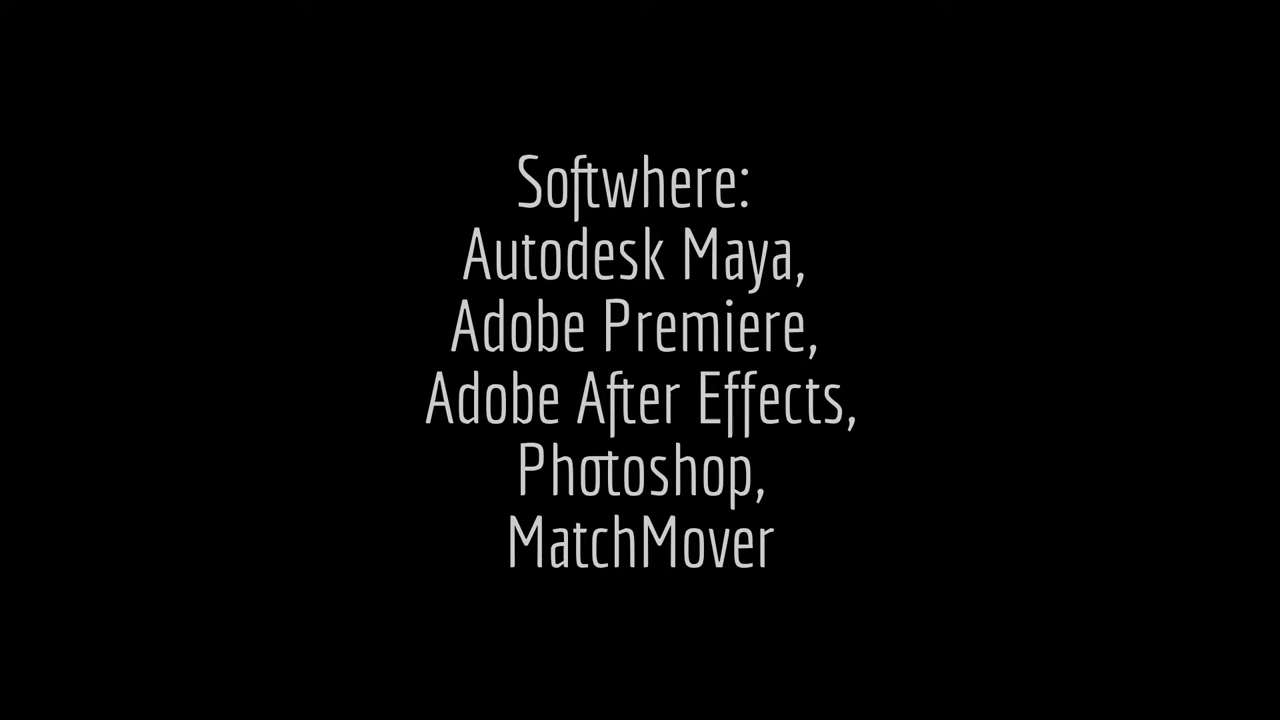 Softwhere:
Autodesk Maya,
Adobe Premiere,
Adobe After Effects,
Photoshop,
MatchMover